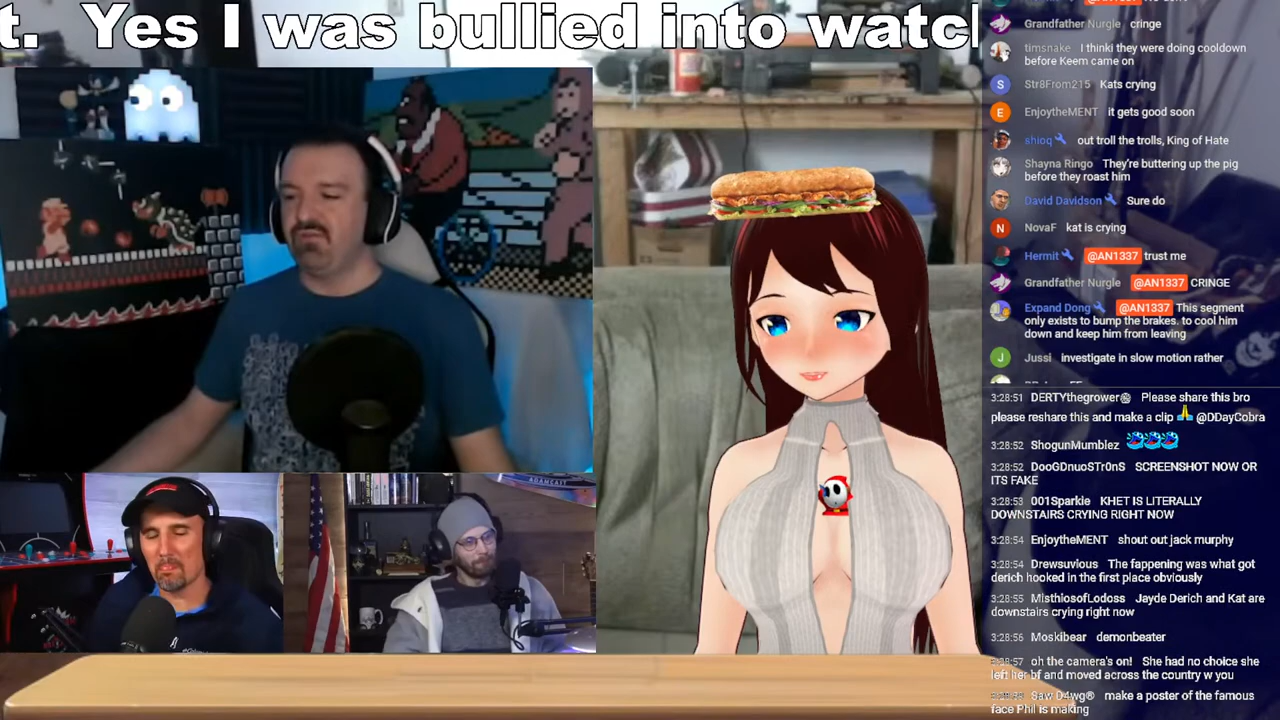 t. Yes I was bullied into watcl
Grandfather Nurgle cringe
timsnake I thinki they were doing cooldown
before Keem came on
S Str8From215 Kats crying
E EnjoytheMENT it gets good soon
shioq out troll the trolls, King of Hate
Shayna Ringo They're buttering up the pig
before they roast him
David Davidson Sure do
N NovaF kat is crying
Hermit @AN1337 trust me
Grandfather Nurgle @AN1337 CRINGE
Expand Dong @AN1337 This segment
only exists to bump the brakes. to cool him
down and keep him from leaving
J Jussi investigate in slow motion rather
3:28:51 DERTYthegrower Please share this bro
please reshare this and make a clip @DDayCobra
3:28:52 ShogunMumblez
3:28:52 DooGDnuoSTr0nS SCREENSHOT NOW OR
ITS FAKE
3:28:53 001Sparkie KHET IS LITERALLY
DOWNSTAIRS CRYING RIGHT NOW
3:28:54 EnjoytheMENT shout out jack murphy
3:28:54 Drewsuvious The fappening was what got
derich hooked in the first place obviously
3:28:55 MisthiosofLodoss Jayde Derich and Kat are
downstairs crying right now
3:28:56 Moskibear demonbeater
3:28:57 oh the camera's on! She had no choice she
left her bf and moved across the country w you
Saw D4wg® make a poster of the famous
face Phil is making